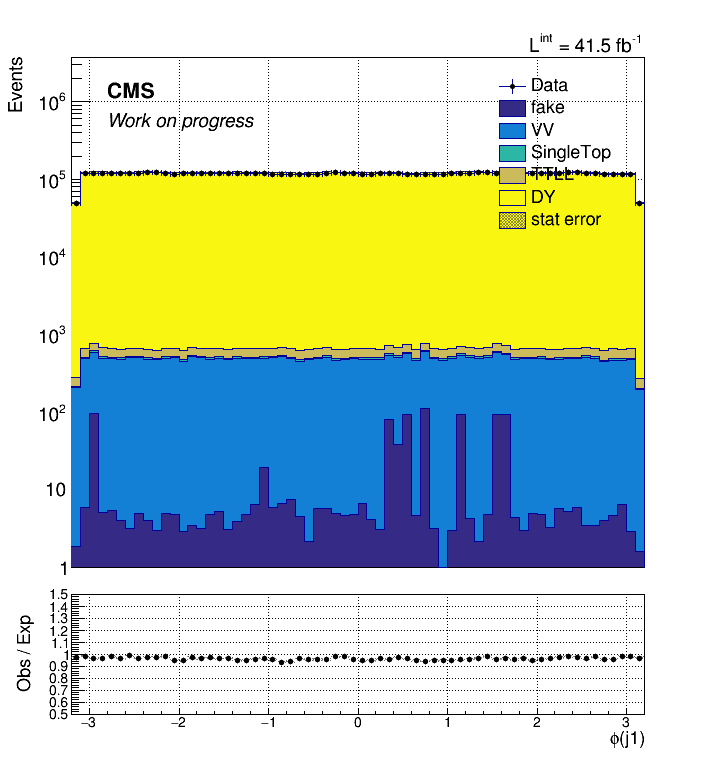 L^int = 41.5 fb^-1
Events
CMS
Work on progress
Data
fake
VV
SingleTop
TTLL
DY
stat error
10^6
10^5
10^4
10^3
10^2
10
1
Obs / Exp
1.5
1.4
1.3
1.2
1.1
1
0.9
0.8
0.7
0.6
0.5
−3 −2 −1 0 1 2 3
ϕ(j1)